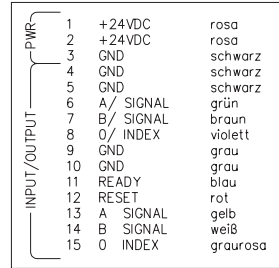 PWR
1 +24VDC rosa
2 +24VDC rosa
3 GND schwarz
INPUT/OUTPUT
4 GND schwarz
5 GND schwarz
6 A/ SIGNAL grün
7 B/ SIGNAL braun
8 0/ INDEX violett
9 GND grau
10 GND grau
11 READY blau
12 RESET rot
13 A SIGNAL gelb
14 B SIGNAL weiß
15 0 INDEX graurosa